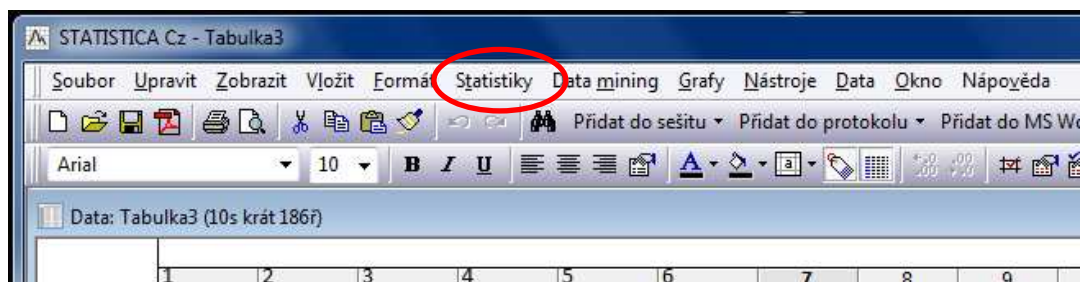 STATISTICA Cz - Tabulka3
Soubor Upravit Zobrazit Vložit Formát Statistiky Data mining Grafy Nástroje Data Okno Nápověda
Přidat do sešitu Přidat do protokolu Přidat do MS Wo
Arial 10 B I U A a
Data: Tabulka3 (10s krát 186ř)
1 2 3 4 5 6 7 8 9